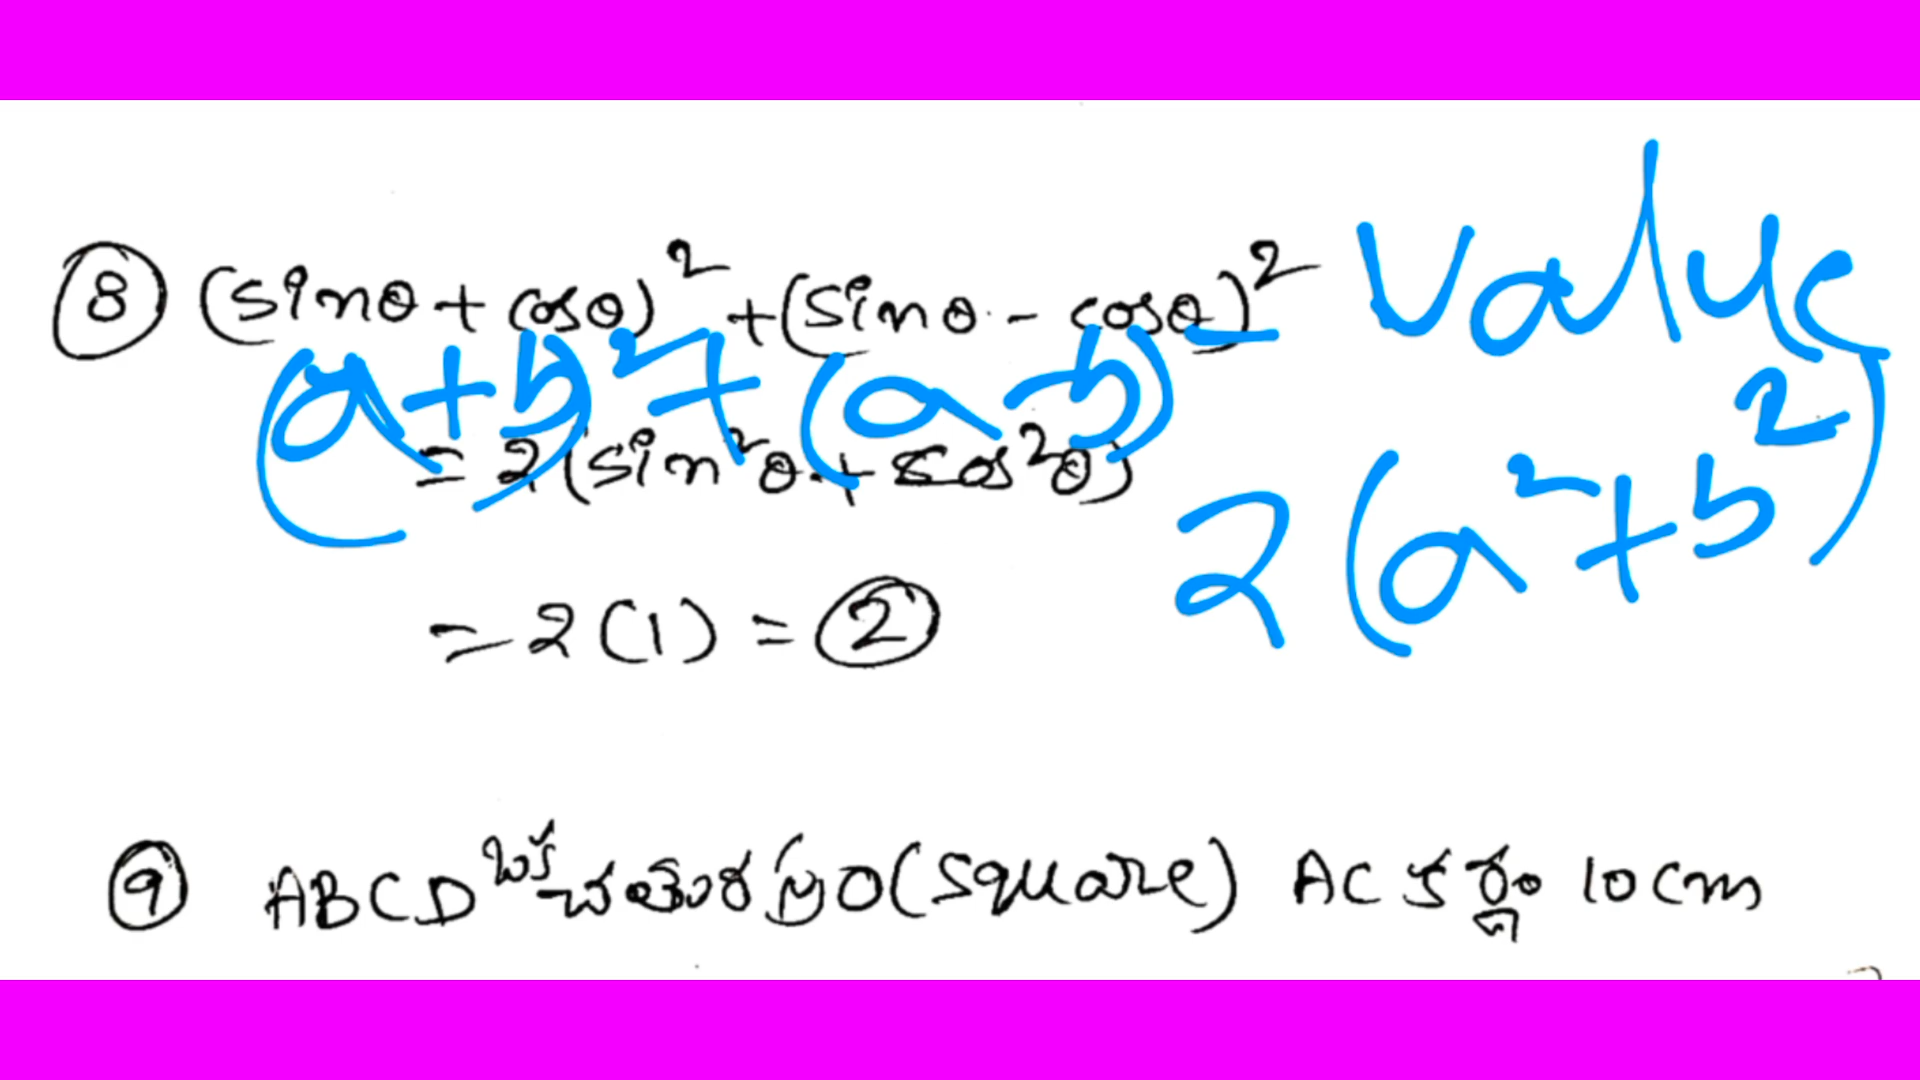 ⑧ (sinθ + cosθ)² + (sinθ - cosθ)² value
(a+b)² + (a-b)²
= 2(sin²θ + cos²θ) 2(a²+b²)
= 2(1) = ②
⑨ ABCD ఒక చతురస్రం (square) AC కర్ణం 10cm